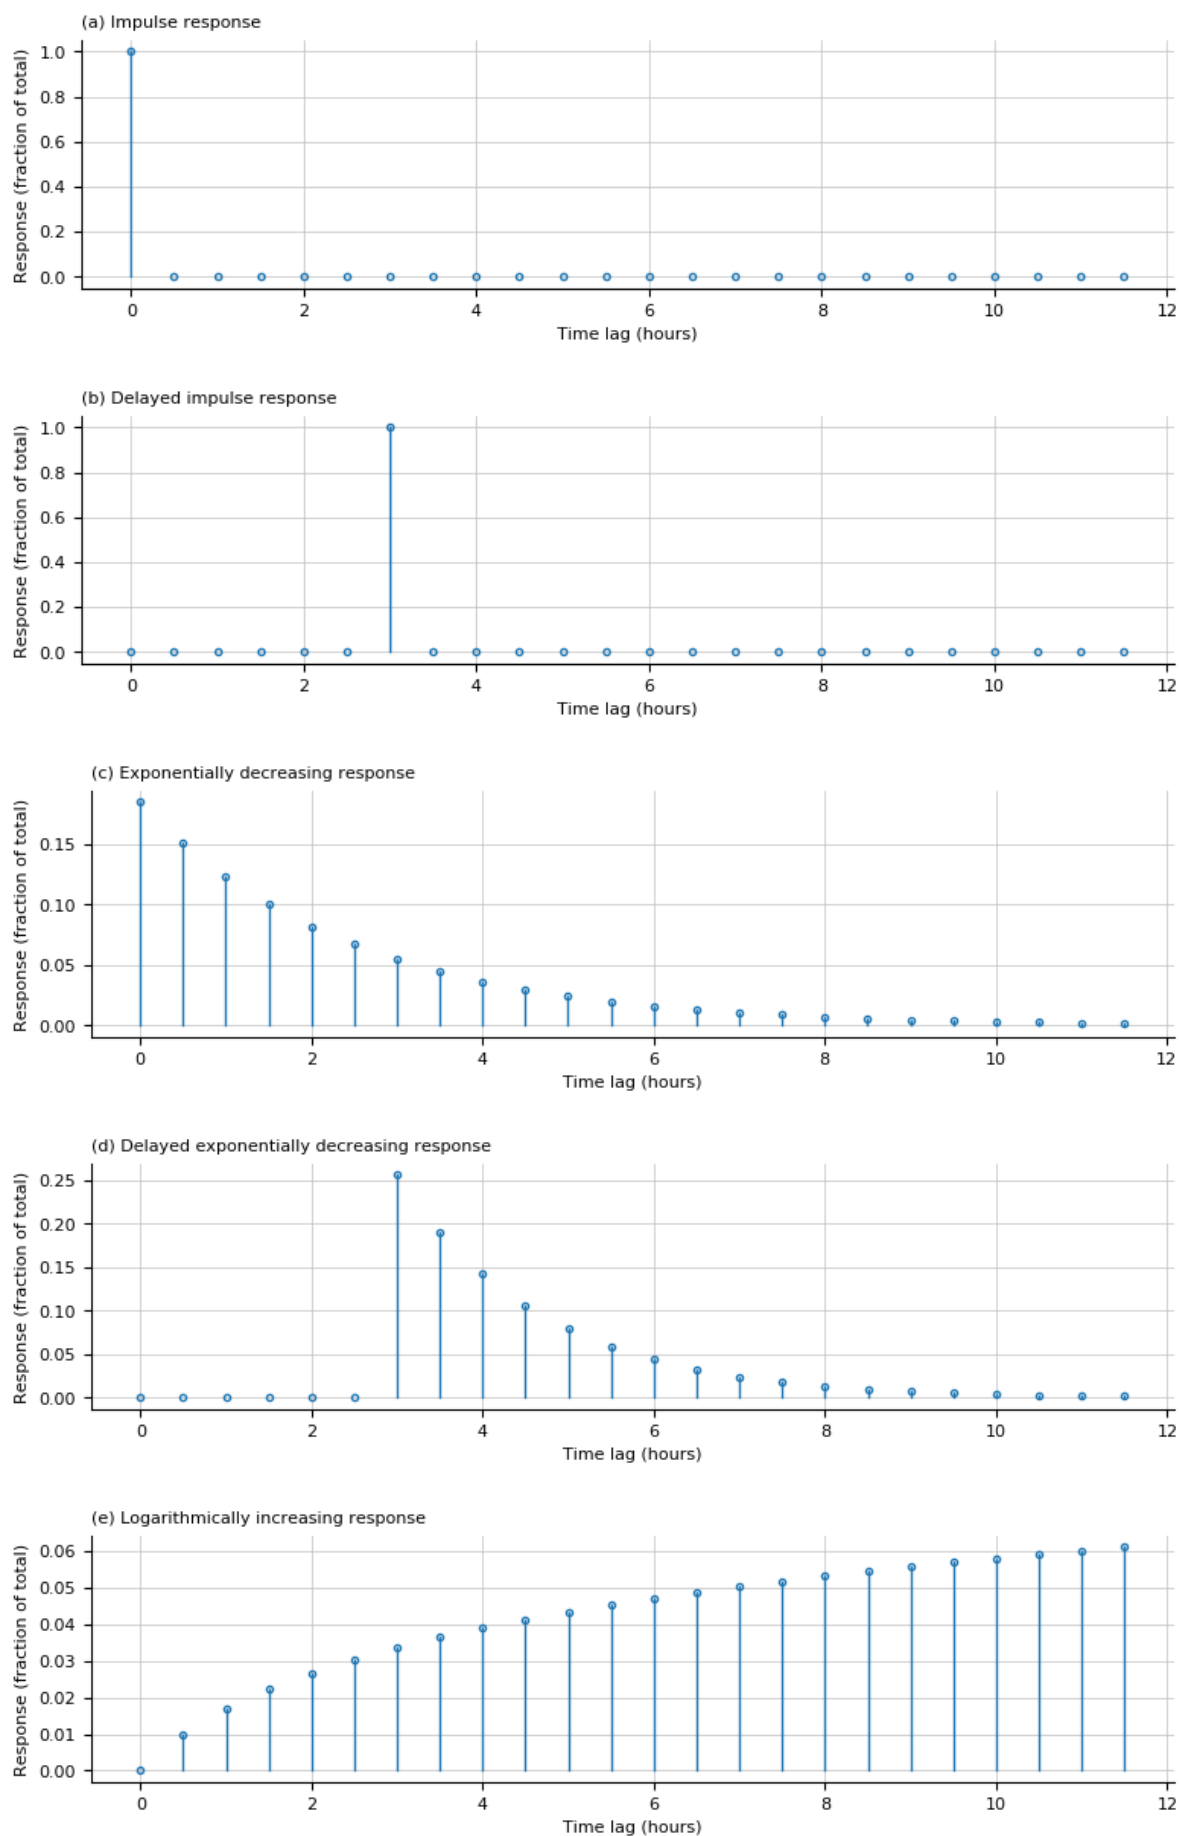 (a) Impulse response
Response (fraction of total)
1.0
0.8
0.6
0.4
0.2
0.0
0 2 4 6 8 10 12
Time lag (hours)
(b) Delayed impulse response
Response (fraction of total)
1.0
0.8
0.6
0.4
0.2
0.0
0 2 4 6 8 10 12
Time lag (hours)
(c) Exponentially decreasing response
Response (fraction of total)
0.15
0.10
0.05
0.00
0 2 4 6 8 10 12
Time lag (hours)
(d) Delayed exponentially decreasing response
Response (fraction of total)
0.25
0.20
0.15
0.10
0.05
0.00
0 2 4 6 8 10 12
Time lag (hours)
(e) Logarithmically increasing response
Response (fraction of total)
0.06
0.05
0.04
0.03
0.02
0.01
0.00
0 2 4 6 8 10 12
Time lag (hours)